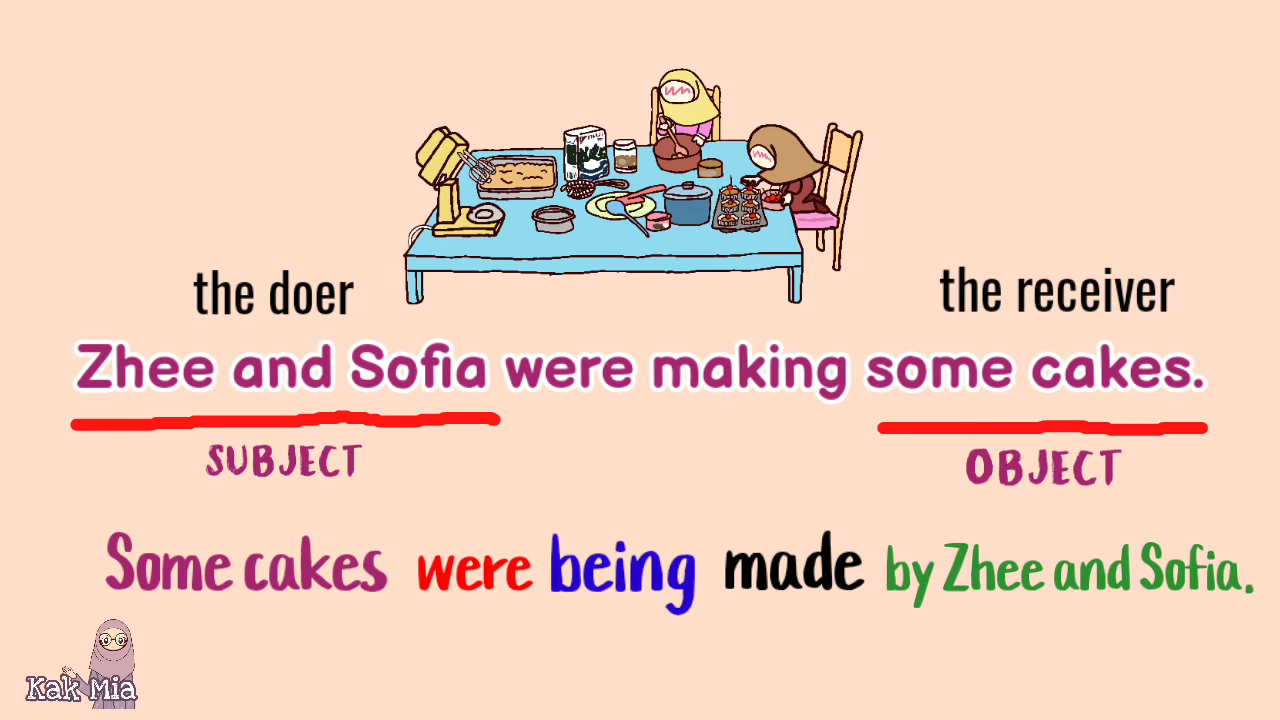 the doer
the receiver
Zhee and Sofia were making some cakes.
SUBJECT
OBJECT
Some cakes were being made by Zhee and Sofia.
Kak Mia